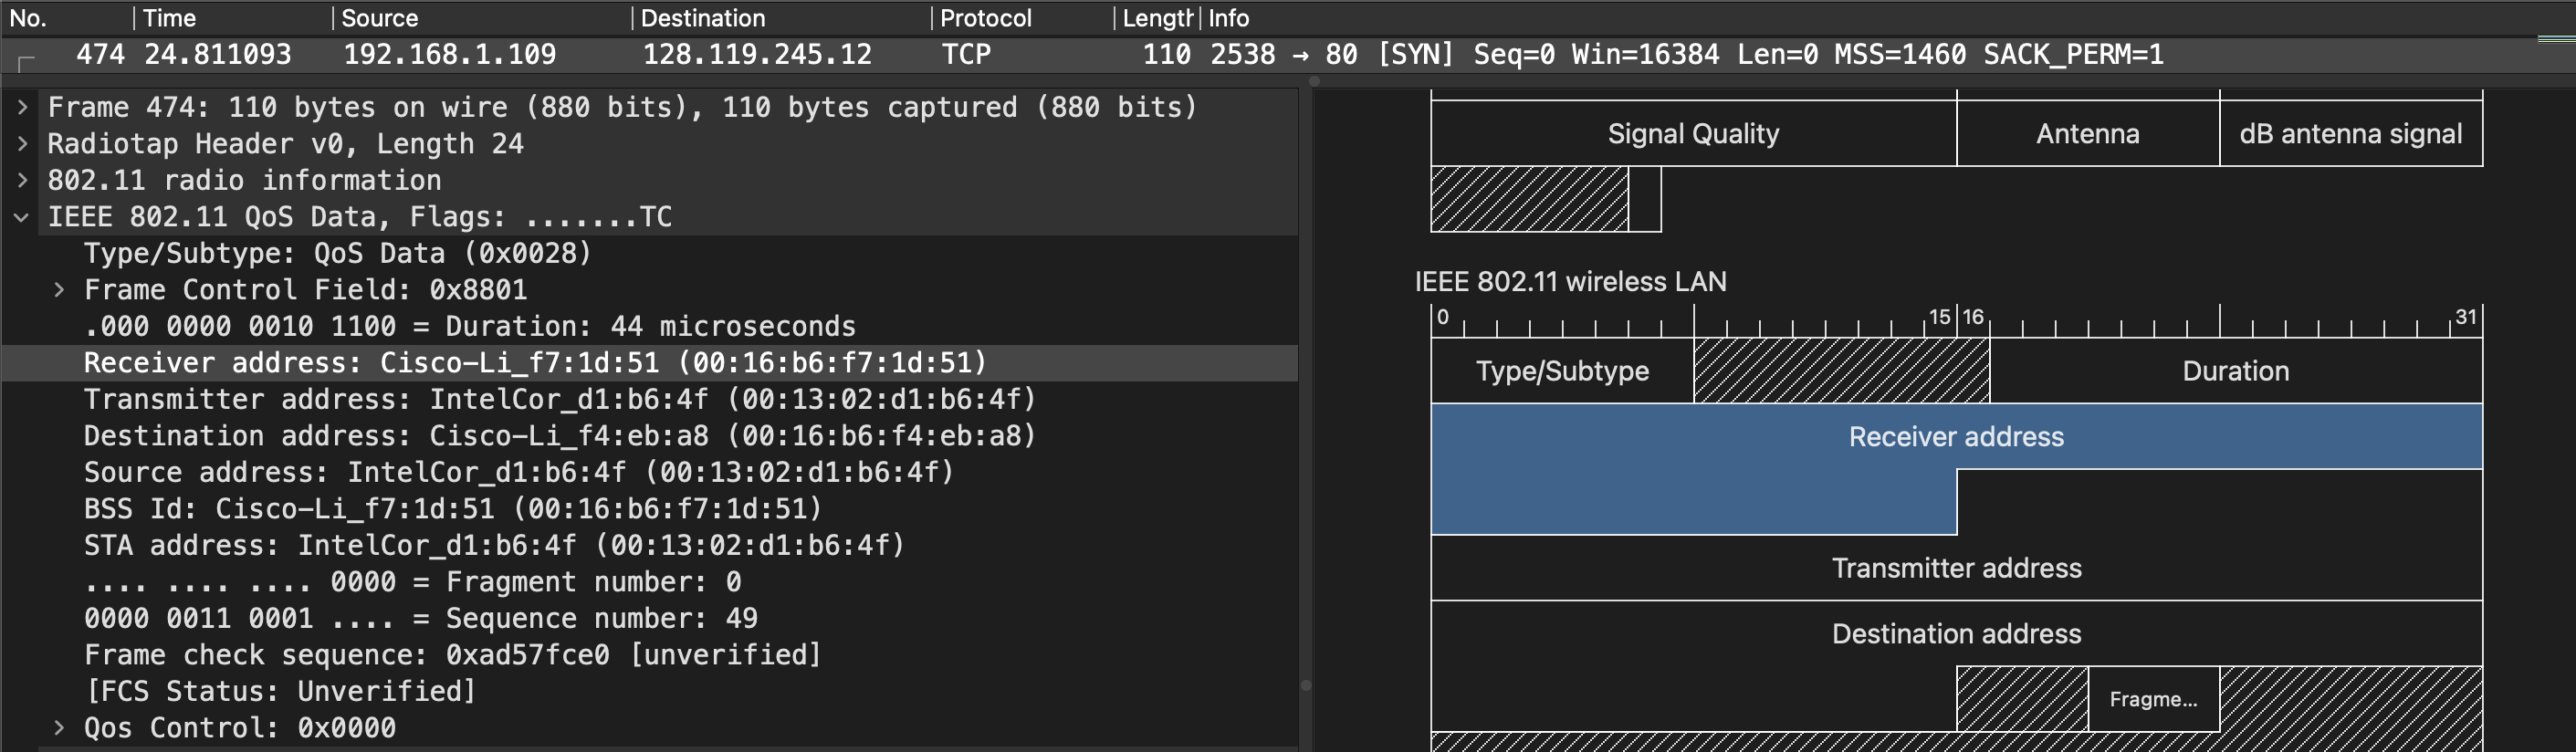 No. Time Source Destination Protocol Length Info
474 24.811093 192.168.1.109 128.119.245.12 TCP 110 2538 → 80 [SYN] Seq=0 Win=16384 Len=0 MSS=1460 SACK_PERM=1
Frame 474: 110 bytes on wire (880 bits), 110 bytes captured (880 bits)
Radiotap Header v0, Length 24
802.11 radio information
IEEE 802.11 QoS Data, Flags: .......TC
Type/Subtype: QoS Data (0x0028)
Frame Control Field: 0x8801
.000 0000 0010 1100 = Duration: 44 microseconds
Receiver address: Cisco-Li_f7:1d:51 (00:16:b6:f7:1d:51)
Transmitter address: IntelCor_d1:b6:4f (00:13:02:d1:b6:4f)
Destination address: Cisco-Li_f4:eb:a8 (00:16:b6:f4:eb:a8)
Source address: IntelCor_d1:b6:4f (00:13:02:d1:b6:4f)
BSS Id: Cisco-Li_f7:1d:51 (00:16:b6:f7:1d:51)
STA address: IntelCor_d1:b6:4f (00:13:02:d1:b6:4f)
.... .... .... 0000 = Fragment number: 0
0000 0011 0001 .... = Sequence number: 49
Frame check sequence: 0xad57fce0 [unverified]
[FCS Status: Unverified]
Qos Control: 0x0000
Signal Quality Antenna dB antenna signal
IEEE 802.11 wireless LAN
0 15 16 31
Type/Subtype Duration
Receiver address
Transmitter address
Destination address
Fragme...